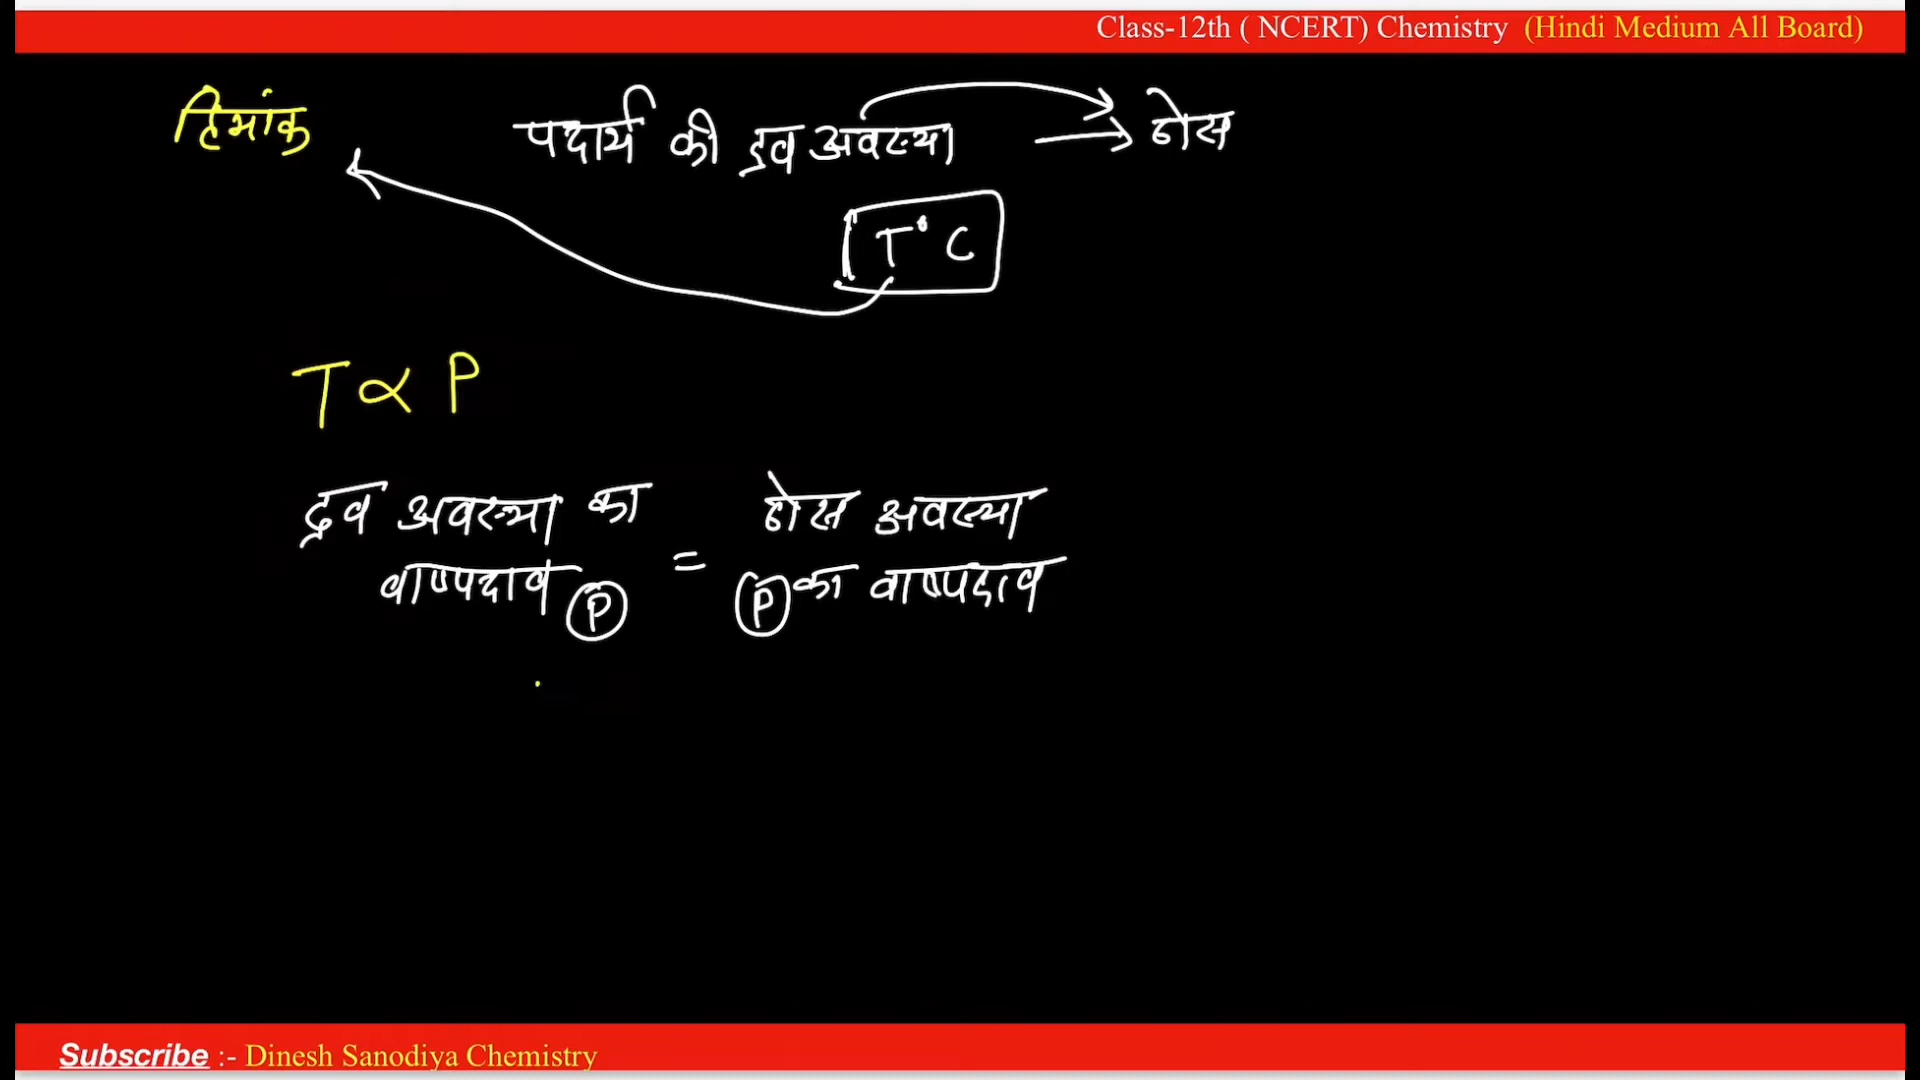 Class-12th ( NCERT) Chemistry (Hindi Medium All Board)
हिमांक पदार्थ की द्रव अवस्था → ठोस
T°C
T ∝ P
द्रव अवस्था का = ठोस अवस्था
वाष्पदाब P P का वाष्पदाब
Subscribe :- Dinesh Sanodiya Chemistry